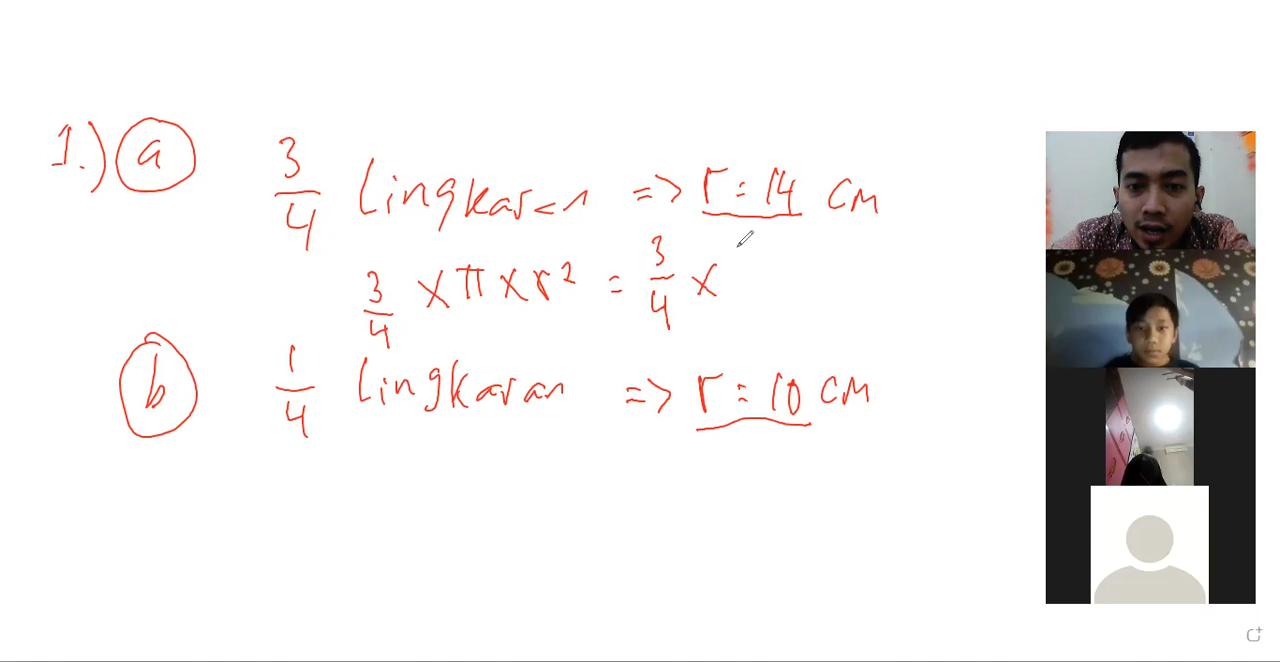 1.) a 3/4 Lingkaran => r = 14 cm
3/4 x π x r² = 3/4 x
b 1/4 Lingkaran => r = 10 cm